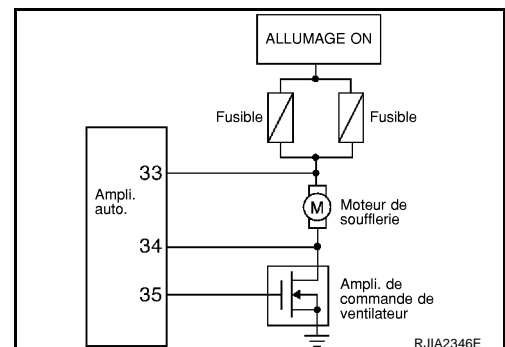 ALLUMAGE ON
Fusible
Fusible
33
Ampli.
auto.
M
Moteur de
soufflerie
34
35
Ampli. de
commande de
ventilateur
RJIA2346E